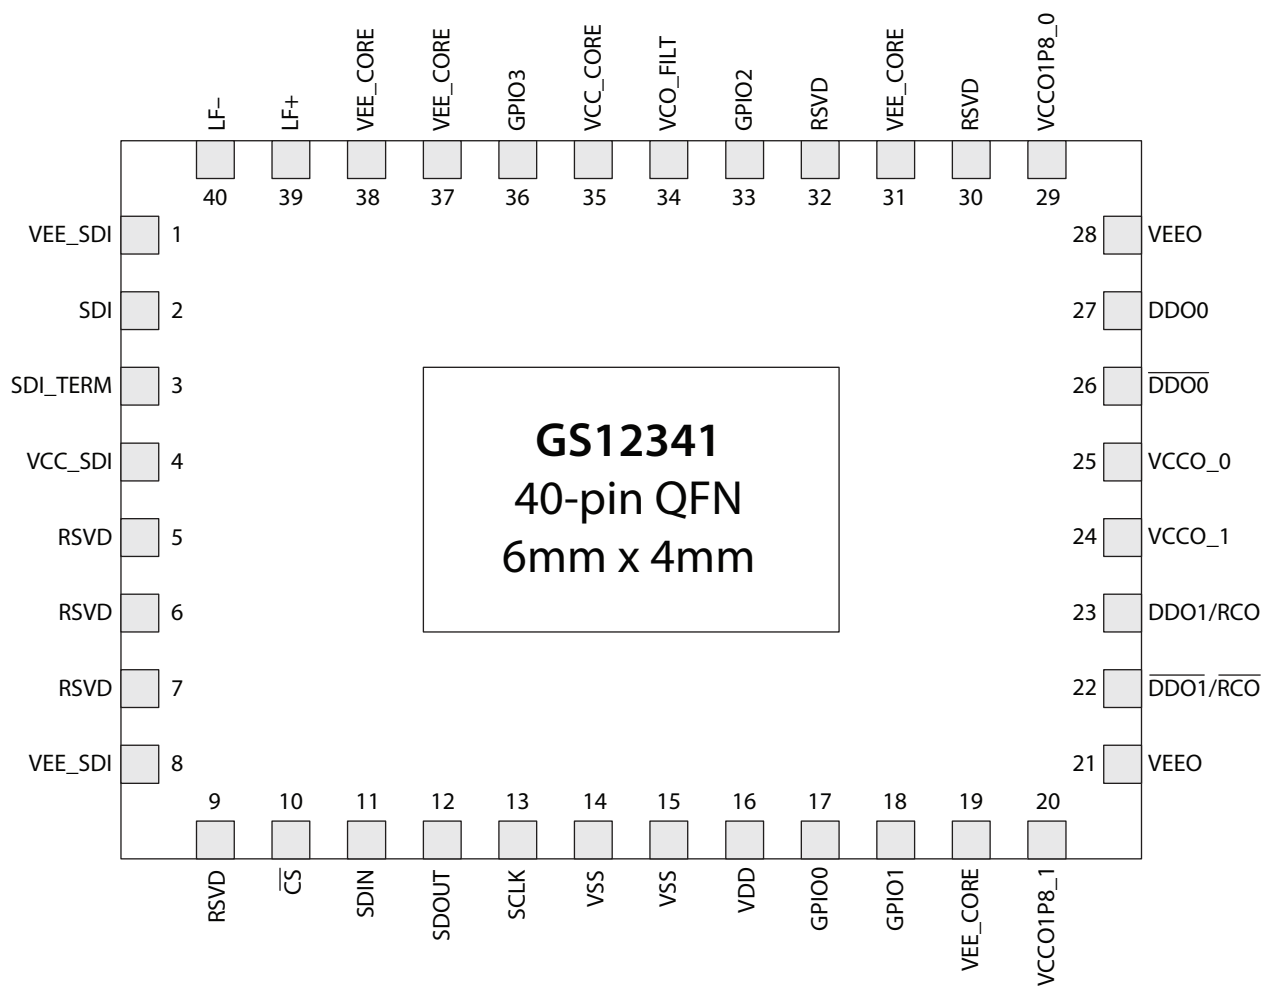 LF–
LF+
VEE_CORE
VEE_CORE
GPIO3
VCC_CORE
VCO_FILT
GPIO2
RSVD
VEE_CORE
RSVD
VCCO1P8_0
40 39 38 37 36 35 34 33 32 31 30 29
VEE_SDI 1
28 VEEO
SDI 2
27 DDO0
SDI_TERM 3
26 D̅D̅O̅0̅
VCC_SDI 4
25 VCCO_0
RSVD 5
24 VCCO_1
RSVD 6
23 DDO1/RCO
RSVD 7
22 D̅D̅O̅1̅/R̅C̅O̅
VEE_SDI 8
21 VEEO
GS12341
40-pin QFN
6mm x 4mm
9 10 11 12 13 14 15 16 17 18 19 20
RSVD
C̅S̅
SDIN
SDOUT
SCLK
VSS
VSS
VDD
GPIO0
GPIO1
VEE_CORE
VCCO1P8_1